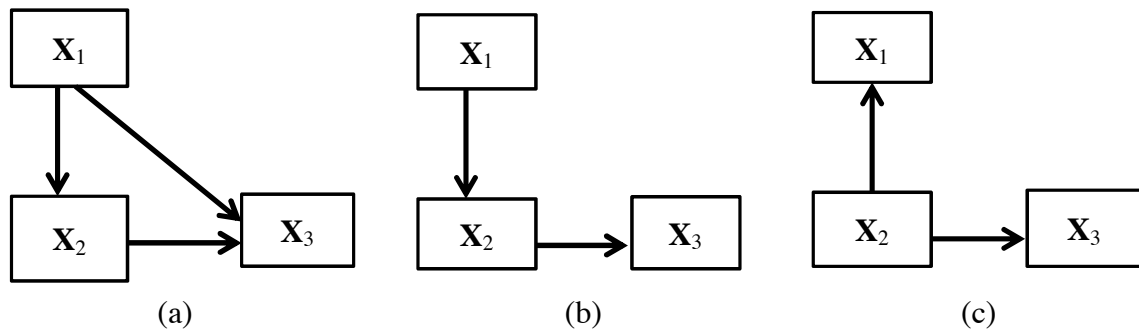 X₁ X₁ X₁
X₂ X₃ X₂ X₃ X₂ X₃
(a) (b) (c)